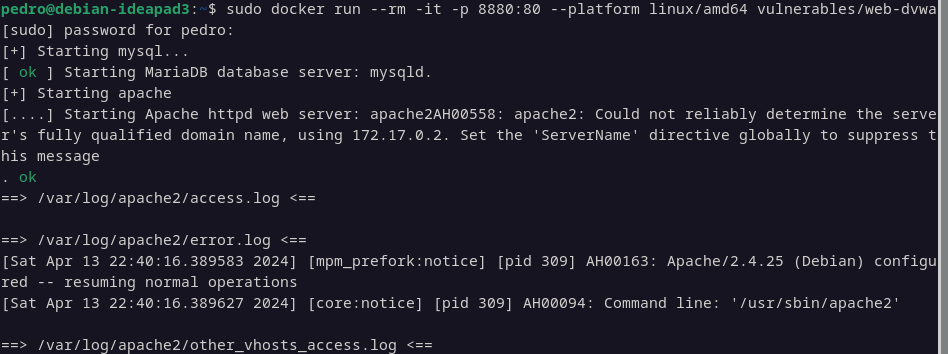 pedro@debian-ideapad3:~$ sudo docker run --rm -it -p 8880:80 --platform linux/amd64 vulnerables/web-dvwa
[sudo] password for pedro:
[+] Starting mysql...
[ ok ] Starting MariaDB database server: mysqld.
[+] Starting apache
[....] Starting Apache httpd web server: apache2AH00558: apache2: Could not reliably determine the serve
r's fully qualified domain name, using 172.17.0.2. Set the 'ServerName' directive globally to suppress t
his message
. ok
==> /var/log/apache2/access.log <==
==> /var/log/apache2/error.log <==
[Sat Apr 13 22:40:16.389583 2024] [mpm_prefork:notice] [pid 309] AH00163: Apache/2.4.25 (Debian) configu
red -- resuming normal operations
[Sat Apr 13 22:40:16.389627 2024] [core:notice] [pid 309] AH00094: Command line: '/usr/sbin/apache2'
==> /var/log/apache2/other_vhosts_access.log <==